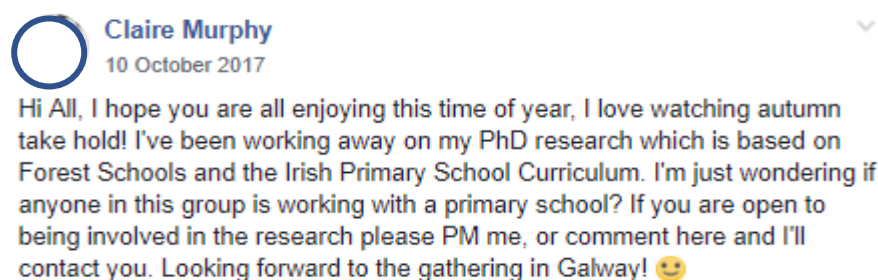 Claire Murphy
10 October 2017
Hi All, I hope you are all enjoying this time of year, I love watching autumn
take hold! I've been working away on my PhD research which is based on
Forest Schools and the Irish Primary School Curriculum. I'm just wondering if
anyone in this group is working with a primary school? If you are open to
being involved in the research please PM me, or comment here and I'll
contact you. Looking forward to the gathering in Galway! 🙂